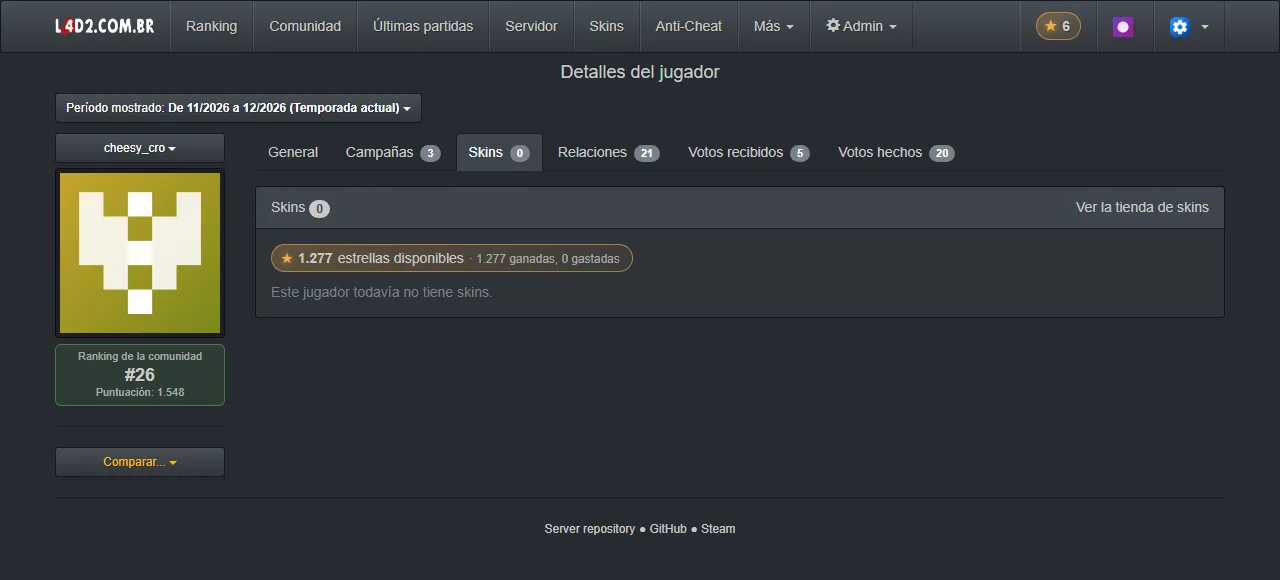 L4D2.COM.BR Ranking Comunidad Últimas partidas Servidor Skins Anti-Cheat Más Admin 6
Detalles del jugador
Período mostrado: De 11/2026 a 12/2026 (Temporada actual)
cheesy_cro
General Campañas 3 Skins 0 Relaciones 21 Votos recibidos 5 Votos hechos 20
Skins 0 Ver la tienda de skins
1.277 estrellas disponibles · 1.277 ganadas, 0 gastadas
Este jugador todavía no tiene skins.
Ranking de la comunidad
#26
Puntuación: 1.548
Comparar...
Server repository ● GitHub ● Steam